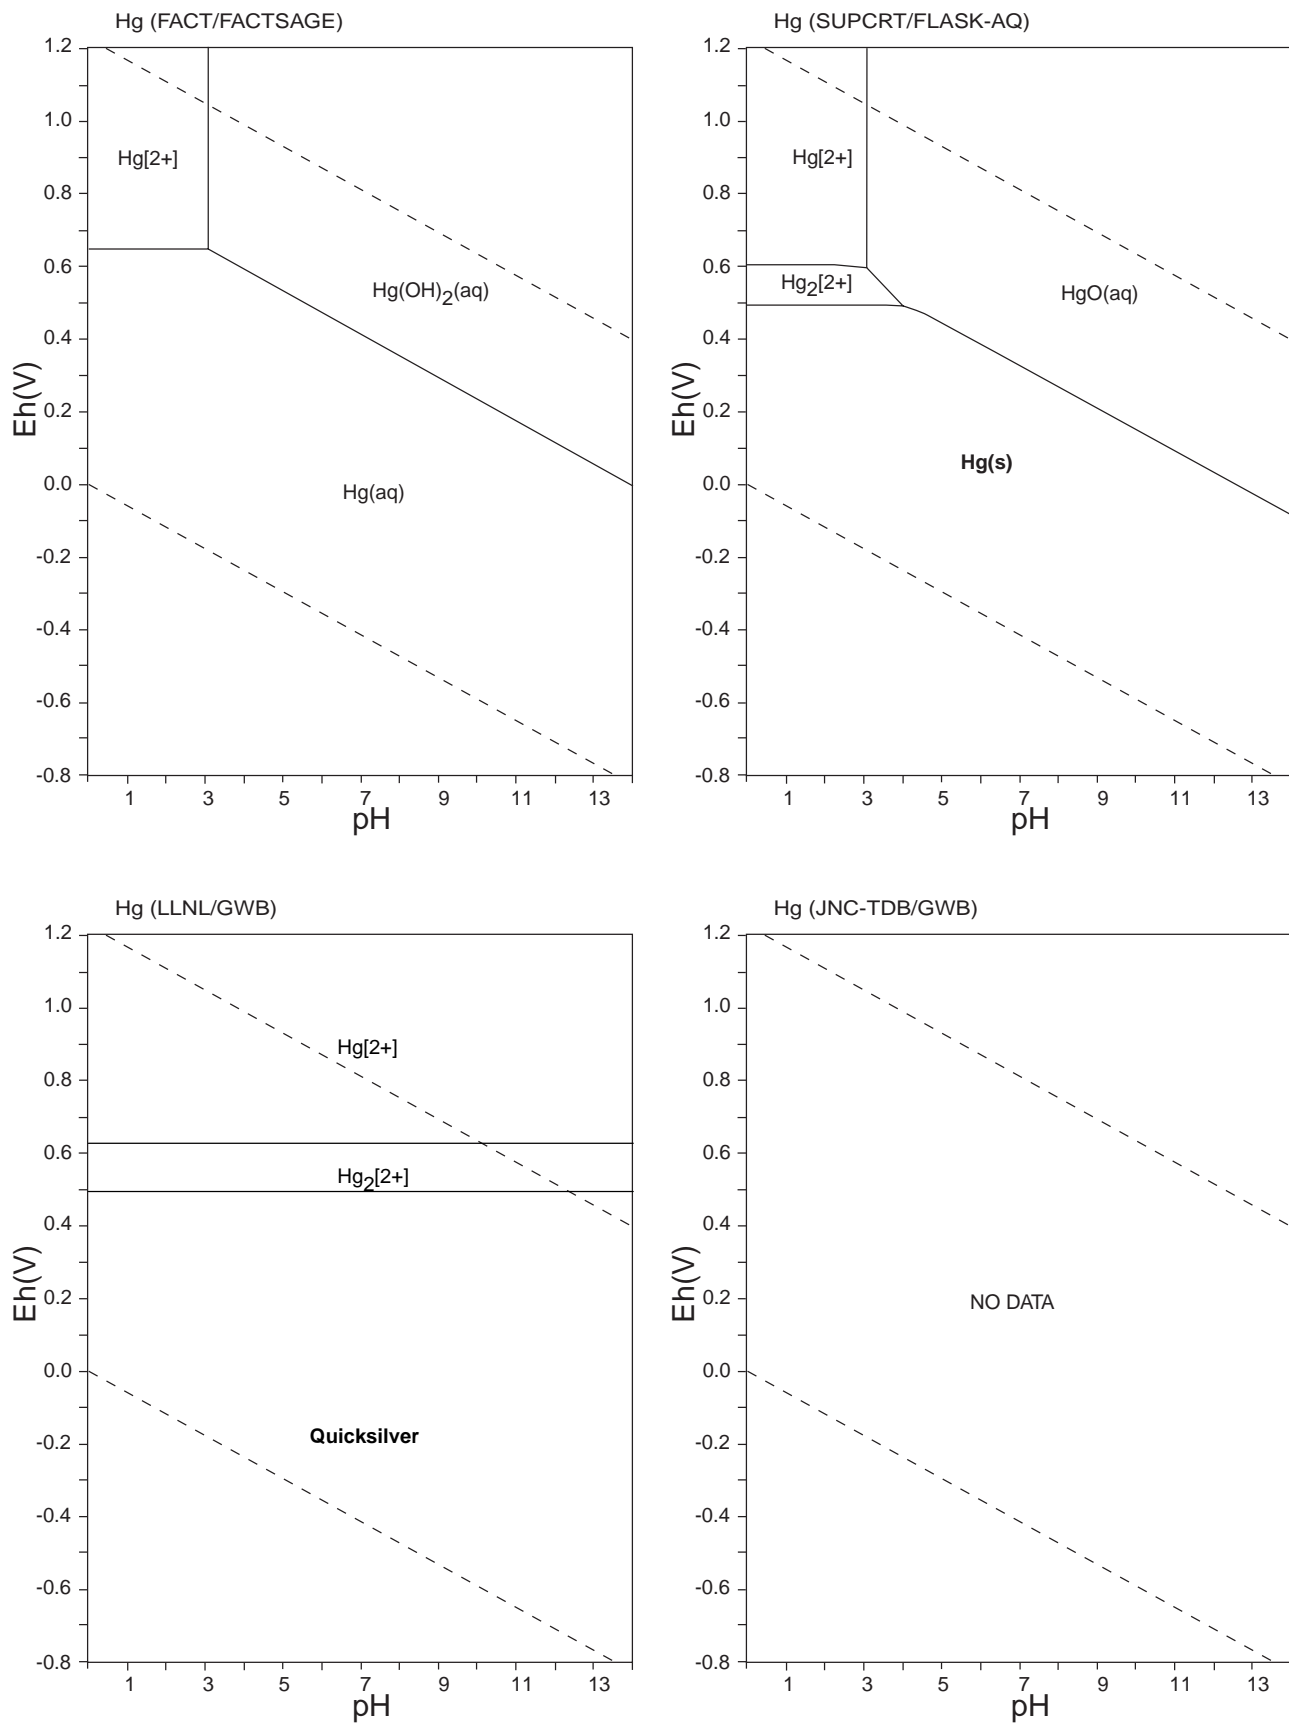 Hg (FACT/FACTSAGE)
1.2
1.0
0.8
0.6
0.4
0.2
0.0
-0.2
-0.4
-0.6
-0.8
Eh(V)
Hg[2+]
Hg(OH)2(aq)
Hg(aq)
1 3 5 7 9 11 13
pH
Hg (SUPCRT/FLASK-AQ)
1.2
1.0
0.8
0.6
0.4
0.2
0.0
-0.2
-0.4
-0.6
-0.8
Eh(V)
Hg[2+]
Hg2[2+]
HgO(aq)
Hg(s)
1 3 5 7 9 11 13
pH
Hg (LLNL/GWB)
1.2
1.0
0.8
0.6
0.4
0.2
0.0
-0.2
-0.4
-0.6
-0.8
Eh(V)
Hg[2+]
Hg2[2+]
Quicksilver
1 3 5 7 9 11 13
pH
Hg (JNC-TDB/GWB)
1.2
1.0
0.8
0.6
0.4
0.2
0.0
-0.2
-0.4
-0.6
-0.8
Eh(V)
NO DATA
1 3 5 7 9 11 13
pH